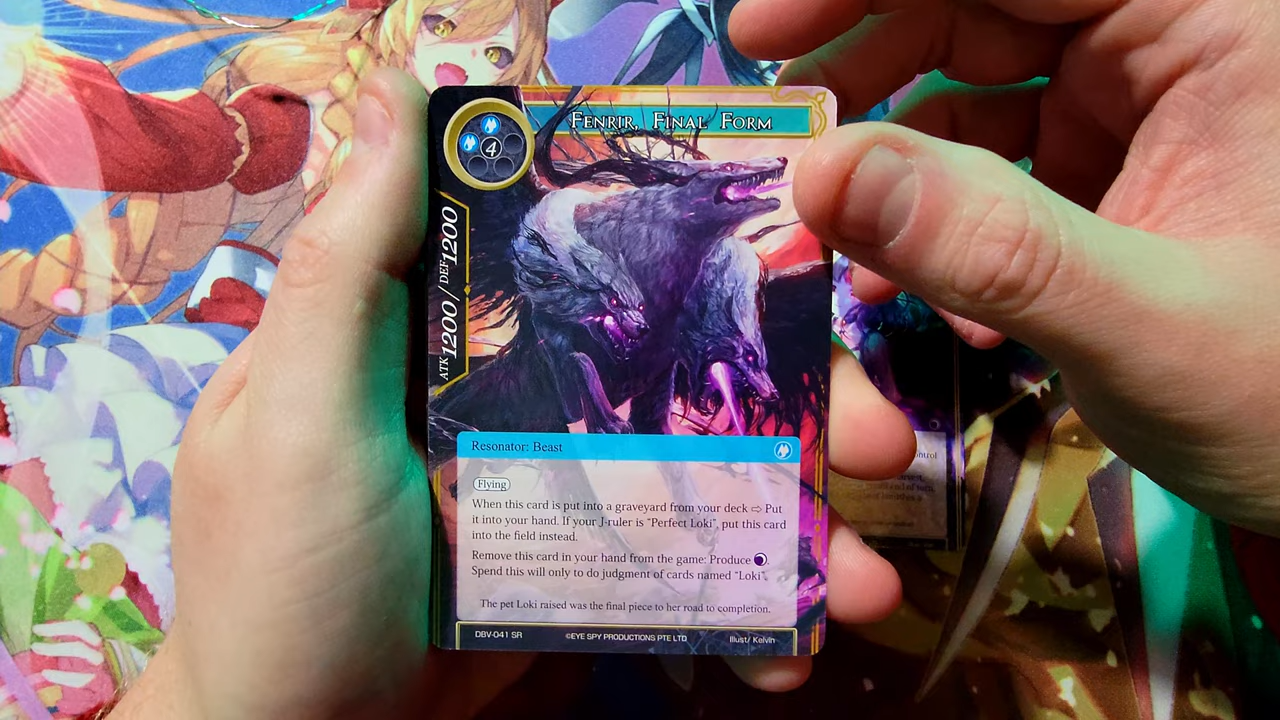 FENRIR, FINAL FORM
4
ATK 1200 / DEF 1200
Resonator: Beast
Flying
When this card is put into a graveyard from your deck ⇨ Put
it into your hand. If your J-ruler is "Perfect Loki", put this card
into the field instead.
Remove this card in your hand from the game: Produce .
Spend this will only to do judgment of cards named "Loki".
The pet Loki raised was the final piece to her road to completion.
DBV-041 SR ©EYE SPY PRODUCTIONS PTE LTD Illust/ Kelvin